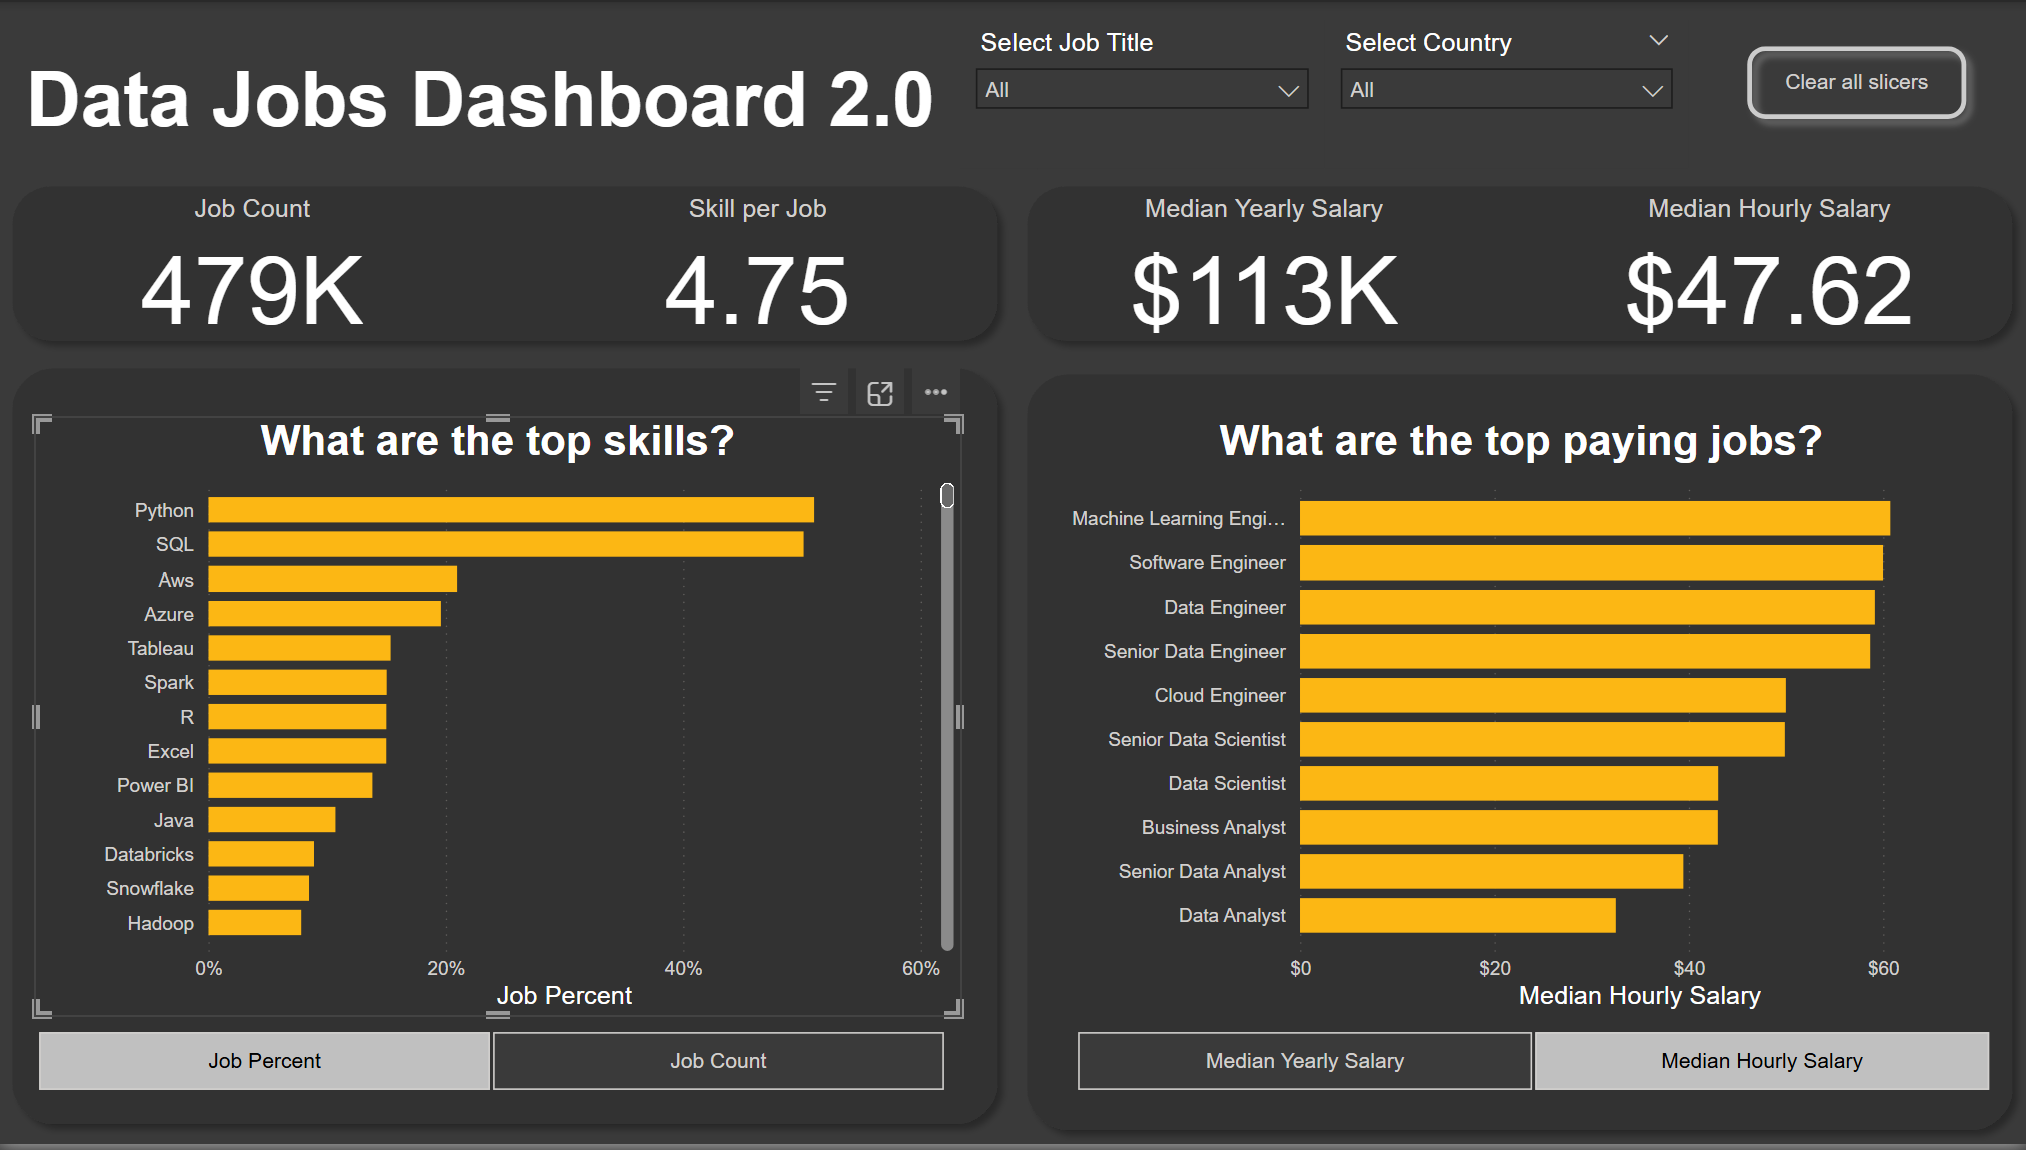 Select Job Title
Select Country
Data Jobs Dashboard 2.0
All
All
Clear all slicers
Job Count
Skill per Job
Median Yearly Salary
Median Hourly Salary
479K
4.75
$113K
$47.62
What are the top skills?
Python
SQL
Aws
Azure
Tableau
Spark
R
Excel
Power BI
Java
Databricks
Snowflake
Hadoop
0%
20%
40%
60%
Job Percent
Job Percent
Job Count
What are the top paying jobs?
Machine Learning Engi…
Software Engineer
Data Engineer
Senior Data Engineer
Cloud Engineer
Senior Data Scientist
Data Scientist
Business Analyst
Senior Data Analyst
Data Analyst
$0
$20
$40
$60
Median Hourly Salary
Median Yearly Salary
Median Hourly Salary